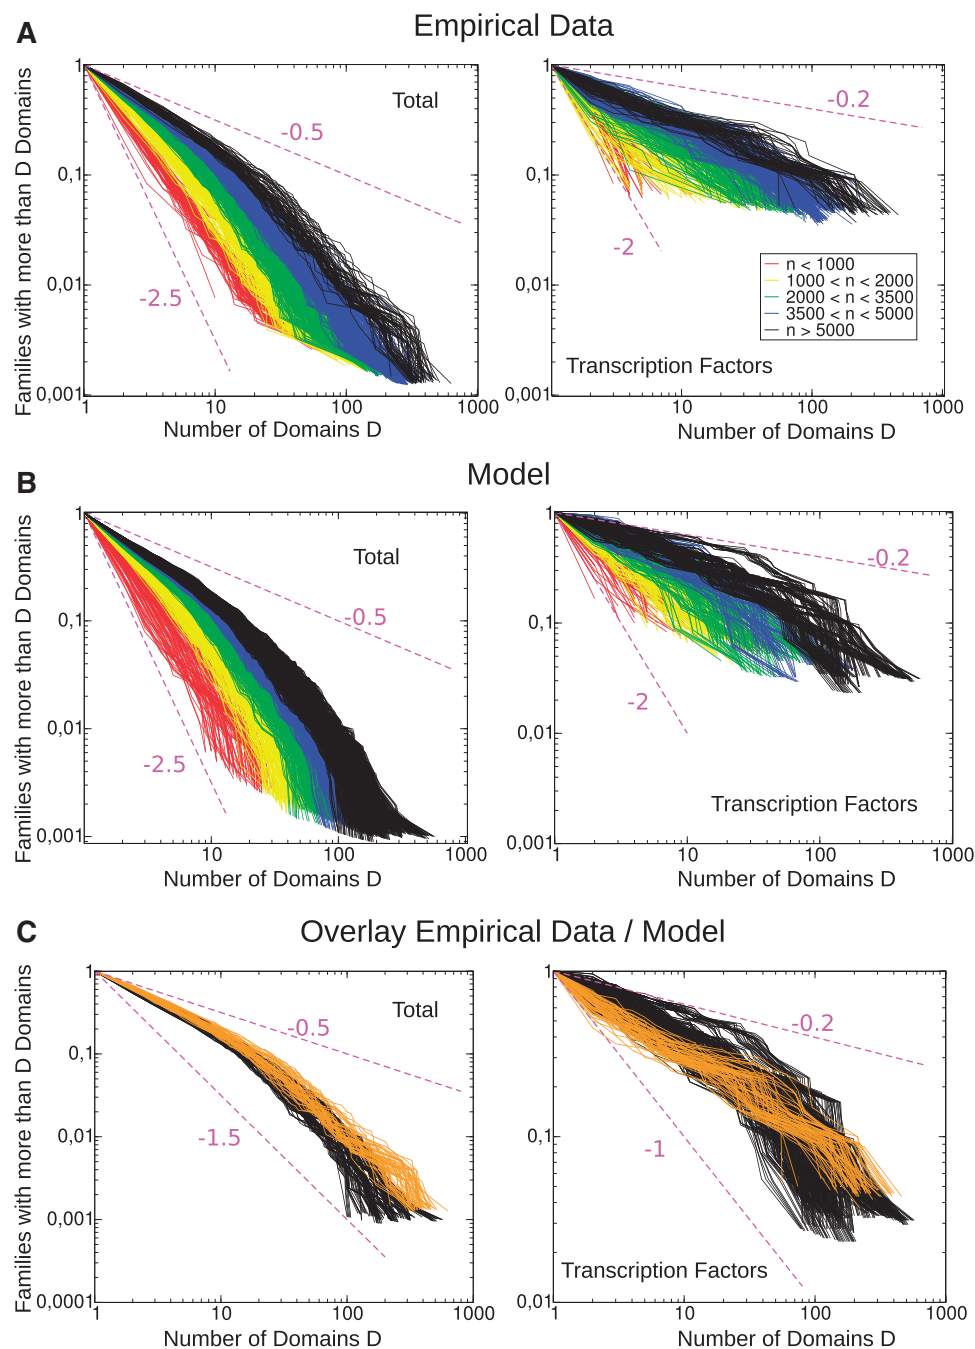 A
Empirical Data
Families with more than D Domains
1
0,1
0,01
0,001
Total
-0.5
-2.5
1
10
100
1000
Number of Domains D
1
0,1
0,01
0,001
-0.2
-2
n < 1000
1000 < n < 2000
2000 < n < 3500
3500 < n < 5000
n > 5000
Transcription Factors
10
100
1000
Number of Domains D
B
Model
Families with more than D Domains
1
0,1
0,01
0,001
Total
-0.5
-2.5
10
100
1000
Number of Domains D
1
0,1
0,01
0,001
-0.2
-2
Transcription Factors
1
10
100
1000
Number of Domains D
C
Overlay Empirical Data / Model
Families with more than D Domains
1
0,1
0,01
0,001
0,0001
Total
-0.5
-1.5
1
10
100
1000
Number of Domains D
1
0,1
0,01
-0.2
-1
Transcription Factors
1
10
100
1000
Number of Domains D